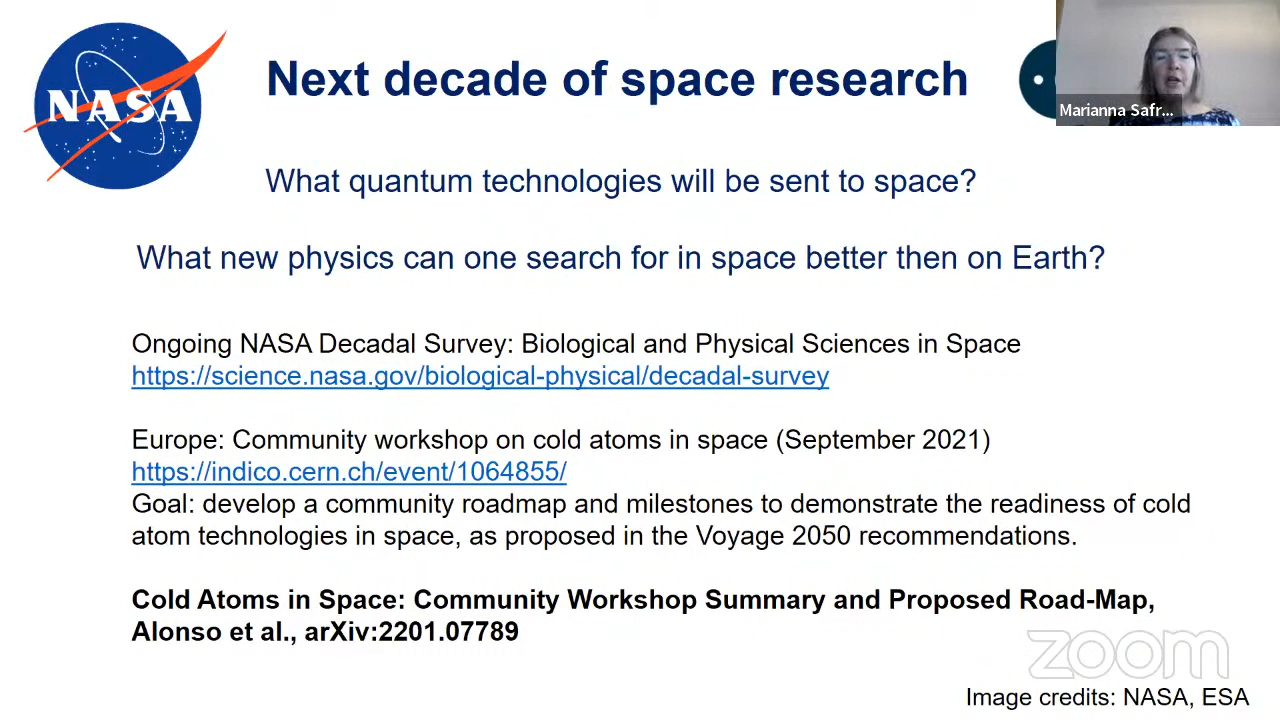 NASA
Next decade of space research
Marianna Safr...
What quantum technologies will be sent to space?
What new physics can one search for in space better then on Earth?
Ongoing NASA Decadal Survey: Biological and Physical Sciences in Space
https://science.nasa.gov/biological-physical/decadal-survey
Europe: Community workshop on cold atoms in space (September 2021)
https://indico.cern.ch/event/1064855/
Goal: develop a community roadmap and milestones to demonstrate the readiness of cold
atom technologies in space, as proposed in the Voyage 2050 recommendations.
Cold Atoms in Space: Community Workshop Summary and Proposed Road-Map,
Alonso et al., arXiv:2201.07789
zoom
Image credits: NASA, ESA